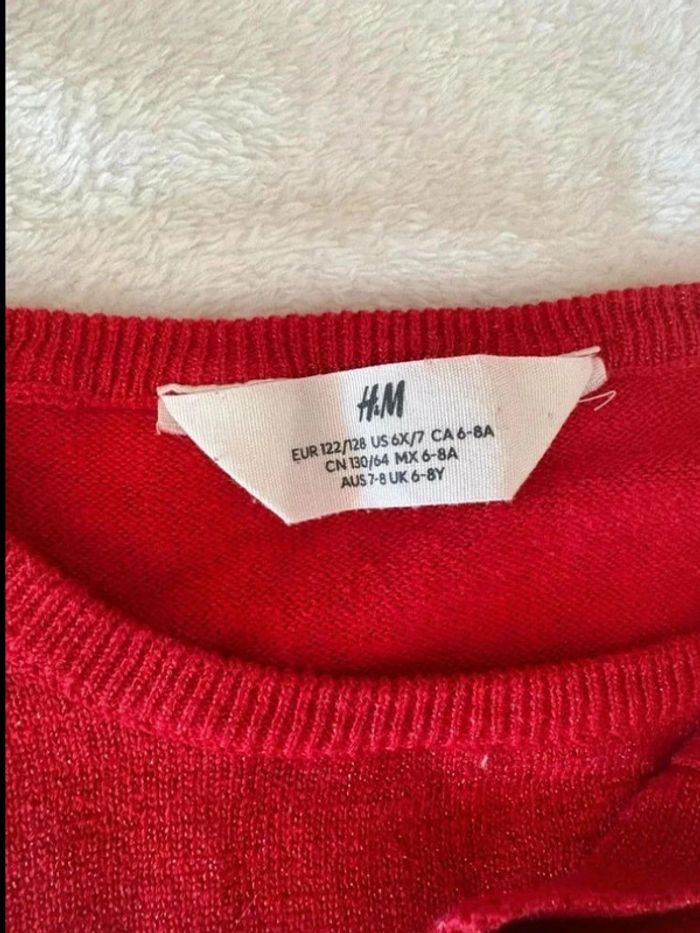 H&M
EUR 122/128 US 6X/7 CA 6-8A
CN 130/64 MX 6-8A
AUS 7-8 UK 6-8Y